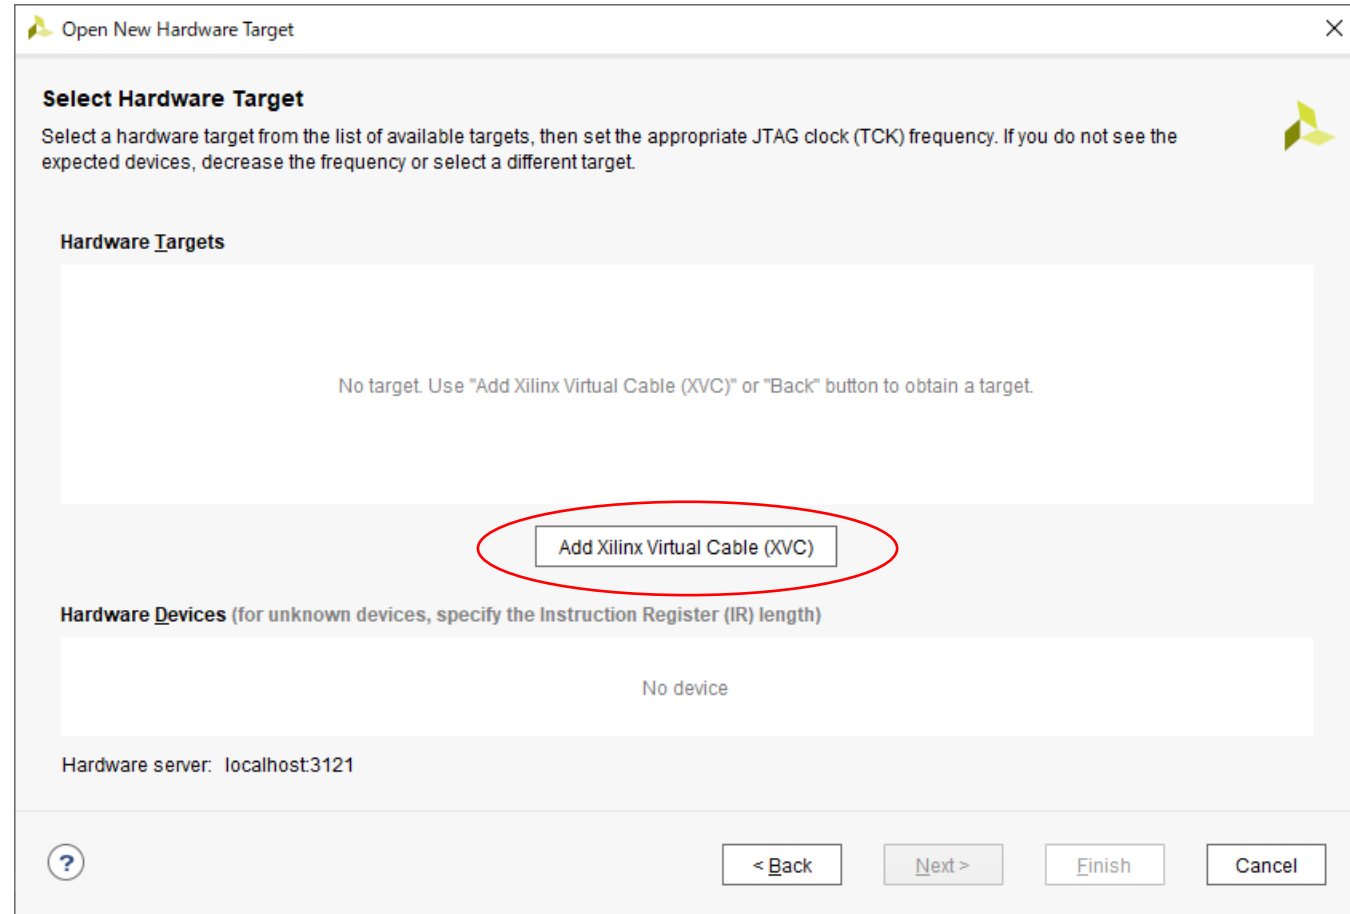 Open New Hardware Target
Select Hardware Target
Select a hardware target from the list of available targets, then set the appropriate JTAG clock (TCK) frequency. If you do not see the
expected devices, decrease the frequency or select a different target.
Hardware Targets
No target. Use "Add Xilinx Virtual Cable (XVC)" or "Back" button to obtain a target.
Add Xilinx Virtual Cable (XVC)
Hardware Devices (for unknown devices, specify the Instruction Register (IR) length)
No device
Hardware server: localhost:3121
? < Back Next > Finish Cancel